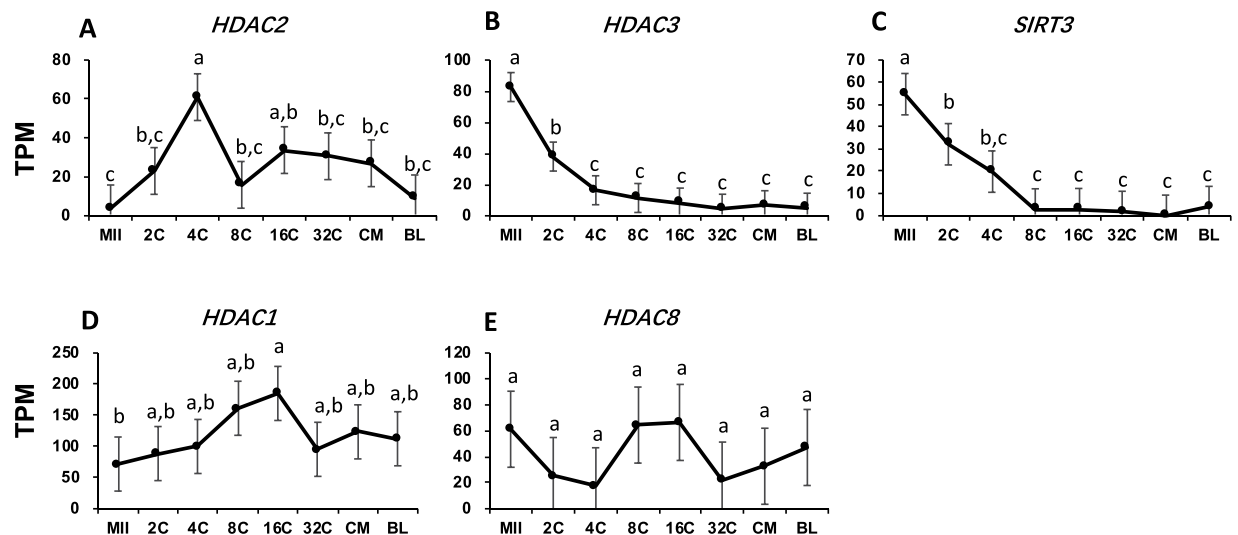 A HDAC2
TPM
80
60
40
20
0
c b,c a b,c a,b b,c b,c b,c
MII 2C 4C 8C 16C 32C CM BL
B HDAC3
100
80
60
40
20
0
a b c c c c c c
MII 2C 4C 8C 16C 32C CM BL
C SIRT3
70
60
50
40
30
20
10
0
a b b,c c c c c c
MII 2C 4C 8C 16C 32C CM BL
D HDAC1
TPM
250
200
150
100
50
0
b a,b a,b a,b a a,b a,b a,b
MII 2C 4C 8C 16C 32C CM BL
E HDAC8
120
100
80
60
40
20
0
a a a a a a a a
MII 2C 4C 8C 16C 32C CM BL